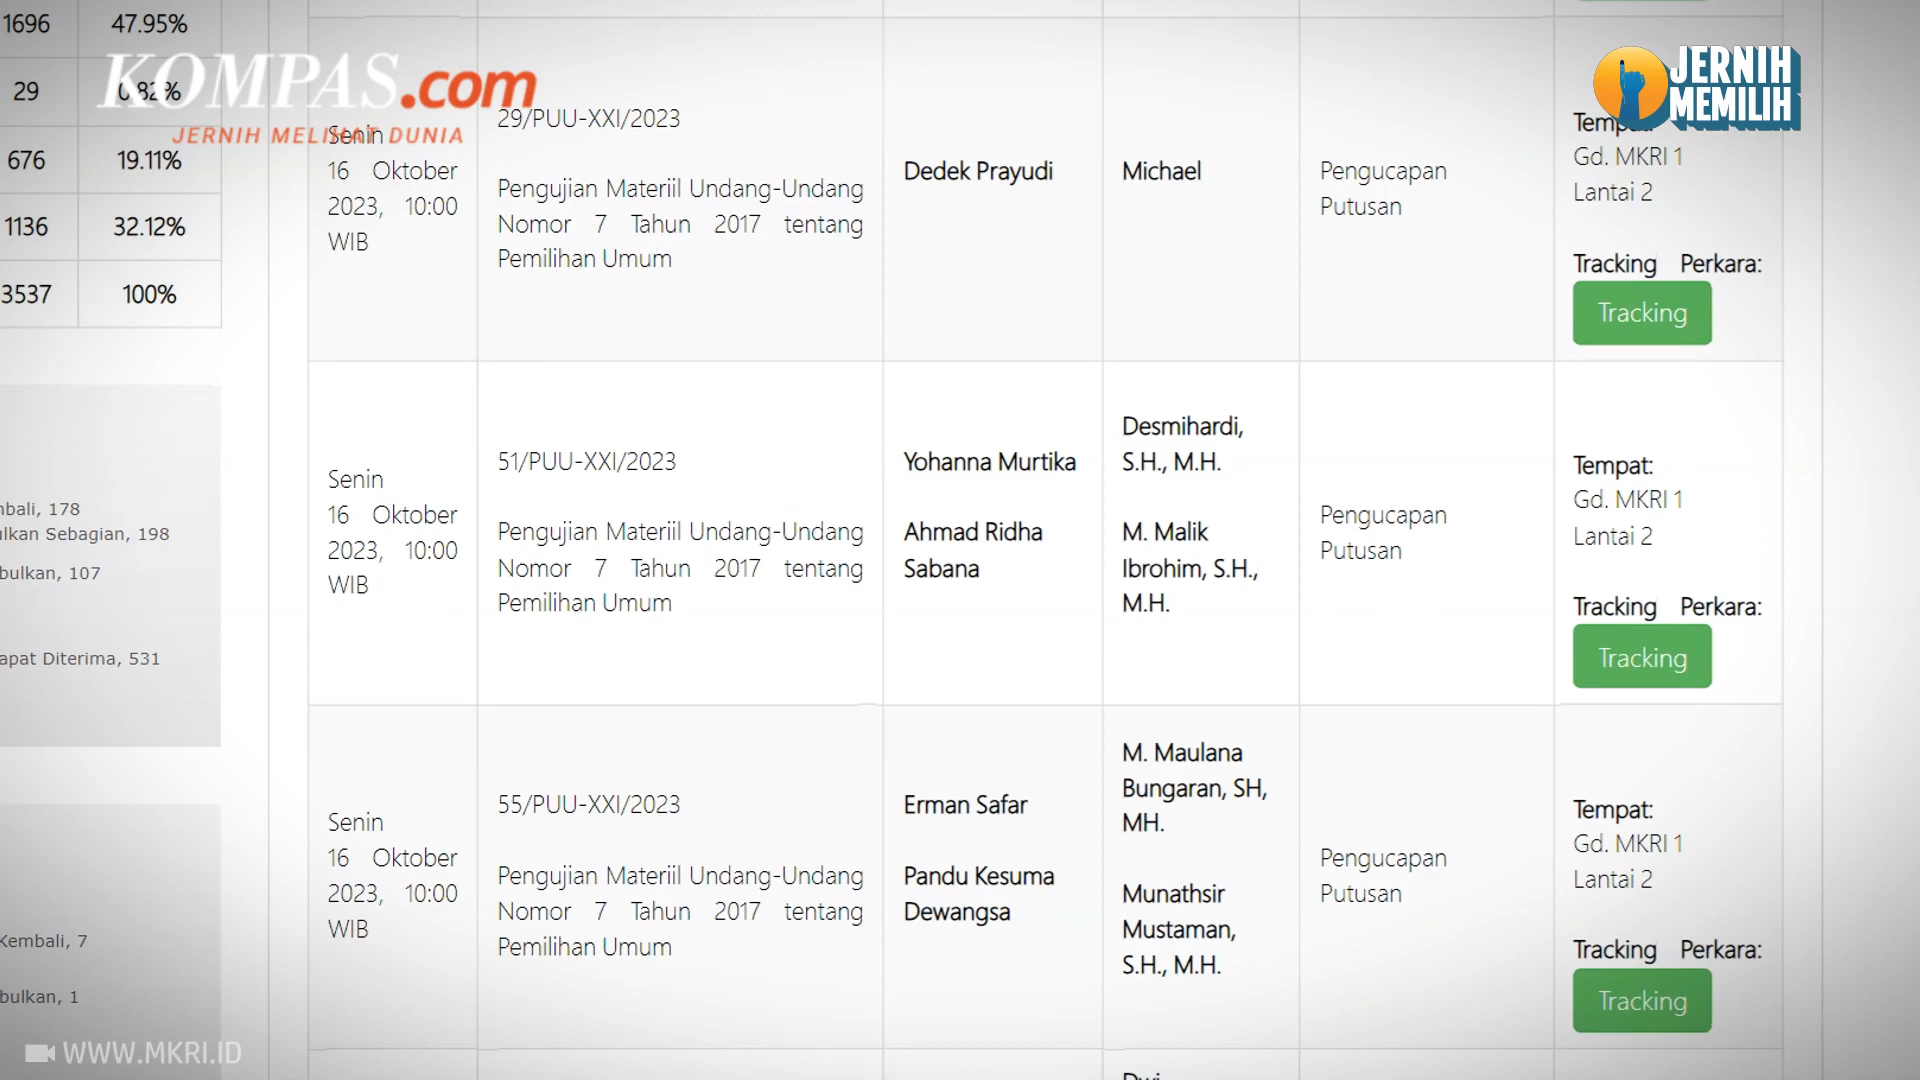 1696 47.95%
29 0.82%
676 19.11%
1136 32.12%
3537 100%
KOMPAS.com
JERNIH MELIHAT DUNIA
JERNIH
MEMILIH
Senin
16 Oktober
2023, 10:00
WIB
29/PUU-XXI/2023
Pengujian Materiil Undang-Undang
Nomor 7 Tahun 2017 tentang
Pemilihan Umum
Dedek Prayudi
Michael
Pengucapan
Putusan
Tempat:
Gd. MKRI 1
Lantai 2
Tracking Perkara:
Tracking
Senin
16 Oktober
2023, 10:00
WIB
51/PUU-XXI/2023
Pengujian Materiil Undang-Undang
Nomor 7 Tahun 2017 tentang
Pemilihan Umum
Yohanna Murtika
Ahmad Ridha
Sabana
Desmihardi,
S.H., M.H.
M. Malik
Ibrohim, S.H.,
M.H.
Pengucapan
Putusan
Tempat:
Gd. MKRI 1
Lantai 2
Tracking Perkara:
Tracking
Senin
16 Oktober
2023, 10:00
WIB
55/PUU-XXI/2023
Pengujian Materiil Undang-Undang
Nomor 7 Tahun 2017 tentang
Pemilihan Umum
Erman Safar
Pandu Kesuma
Dewangsa
M. Maulana
Bungaran, SH,
MH.
Munathsir
Mustaman,
S.H., M.H.
Pengucapan
Putusan
Tempat:
Gd. MKRI 1
Lantai 2
Tracking Perkara:
Tracking
mbali, 178
ulkan Sebagian, 198
bulkan, 107
apat Diterima, 531
Kembali, 7
bulkan, 1
WWW.MKRI.ID